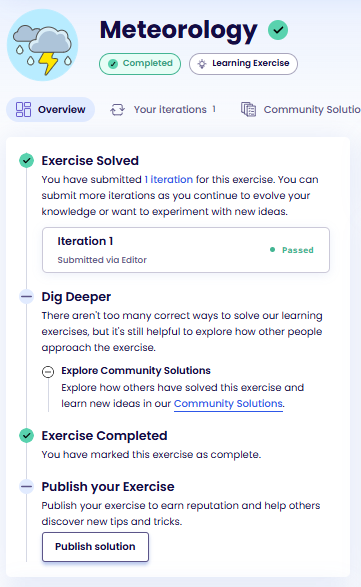 Meteorology
Completed
Learning Exercise
Overview
Your iterations 1
Community Solutio
Exercise Solved
You have submitted 1 iteration for this exercise. You can
submit more iterations as you continue to evolve your
knowledge or want to experiment with new ideas.
Iteration 1
Submitted via Editor
Passed
Dig Deeper
There aren't too many correct ways to solve our learning
exercises, but it's still helpful to explore how other people
approach the exercise.
Explore Community Solutions
Explore how others have solved this exercise and
learn new ideas in our Community Solutions.
Exercise Completed
You have marked this exercise as complete.
Publish your Exercise
Publish your exercise to earn reputation and help others
discover new tips and tricks.
Publish solution